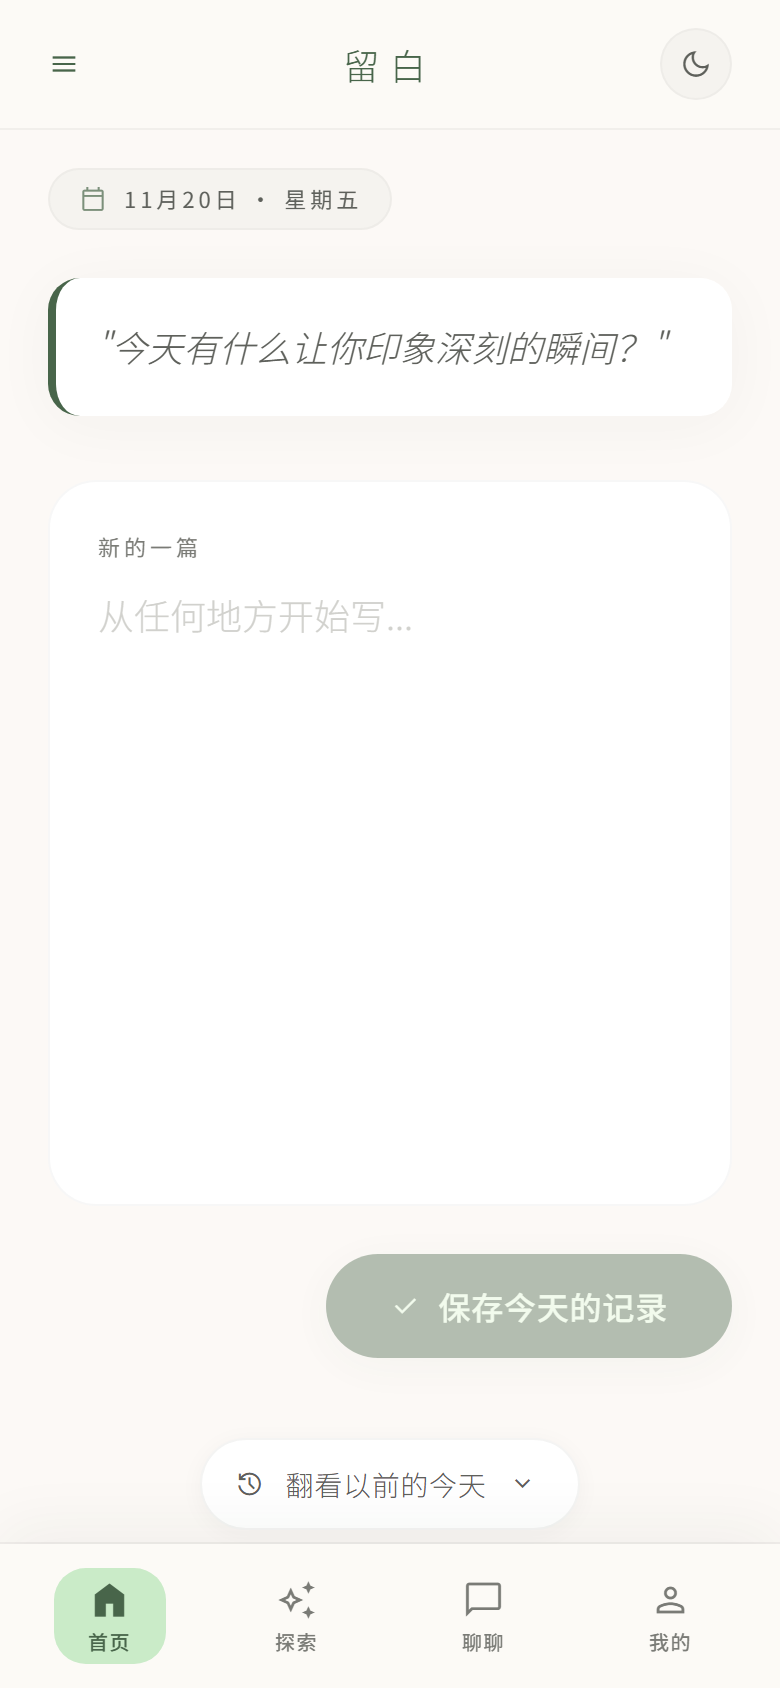 留白
11月20日 • 星期五
"今天有什么让你印象深刻的瞬间？"
新的一篇
从任何地方开始写...
保存今天的记录
翻看以前的今天
首页
探索
聊聊
我的